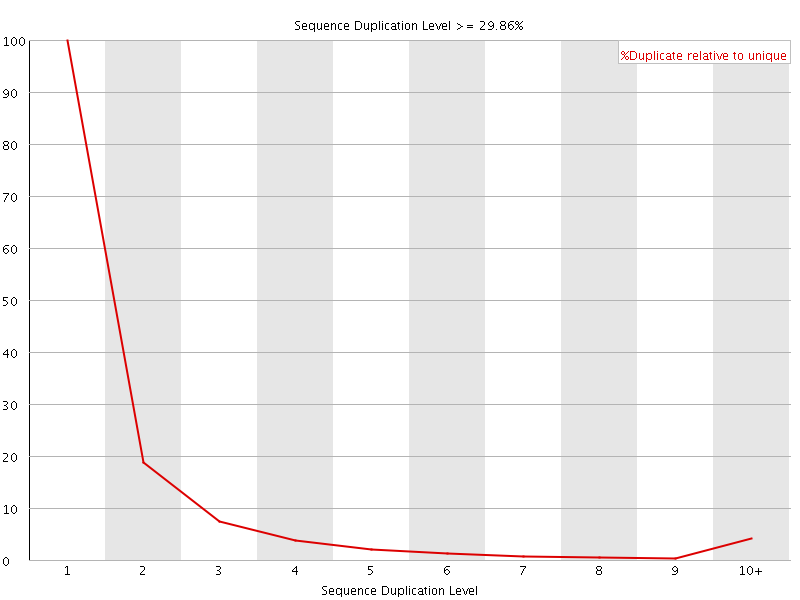 Sequence Duplication Level >= 29.86%
%Duplicate relative to unique
100
90
80
70
60
50
40
30
20
10
0
1 2 3 4 5 6 7 8 9 10+
Sequence Duplication Level